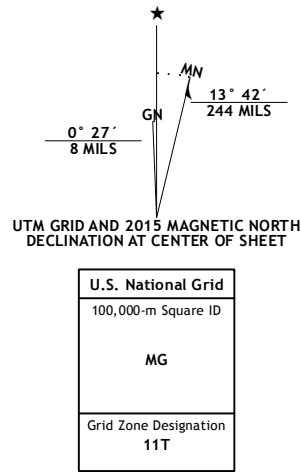 ★
MN
GN
13° 42´
244 MILS
0° 27´
8 MILS
UTM GRID AND 2015 MAGNETIC NORTH
DECLINATION AT CENTER OF SHEET
U.S. National Grid
100,000-m Square ID
MG
Grid Zone Designation
11T